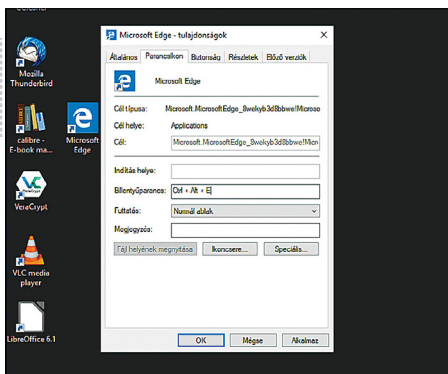 Microsoft Edge - tulajdonságok
Általános Parancsikon Biztonság Részletek Előző verziók
Microsoft Edge
Cél típusa: Microsoft.MicrosoftEdge_8wekyb3d8bbwe!Microso
Cél helye: Applications
Cél: Microsoft.MicrosoftEdge_8wekyb3d8bbwe!Micro
Indítás helye:
Billentyűparancs: Ctrl + Alt + E
Futtatás: Normál ablak
Megjegyzés:
Fájl helyének megnyitása Ikoncsere... Speciális...
OK Mégse Alkalmaz
Mozilla
Thunderbird
calibre -
E-book ma...
Microsoft
Edge
VeraCrypt
VLC media
player
LibreOffice 6.1